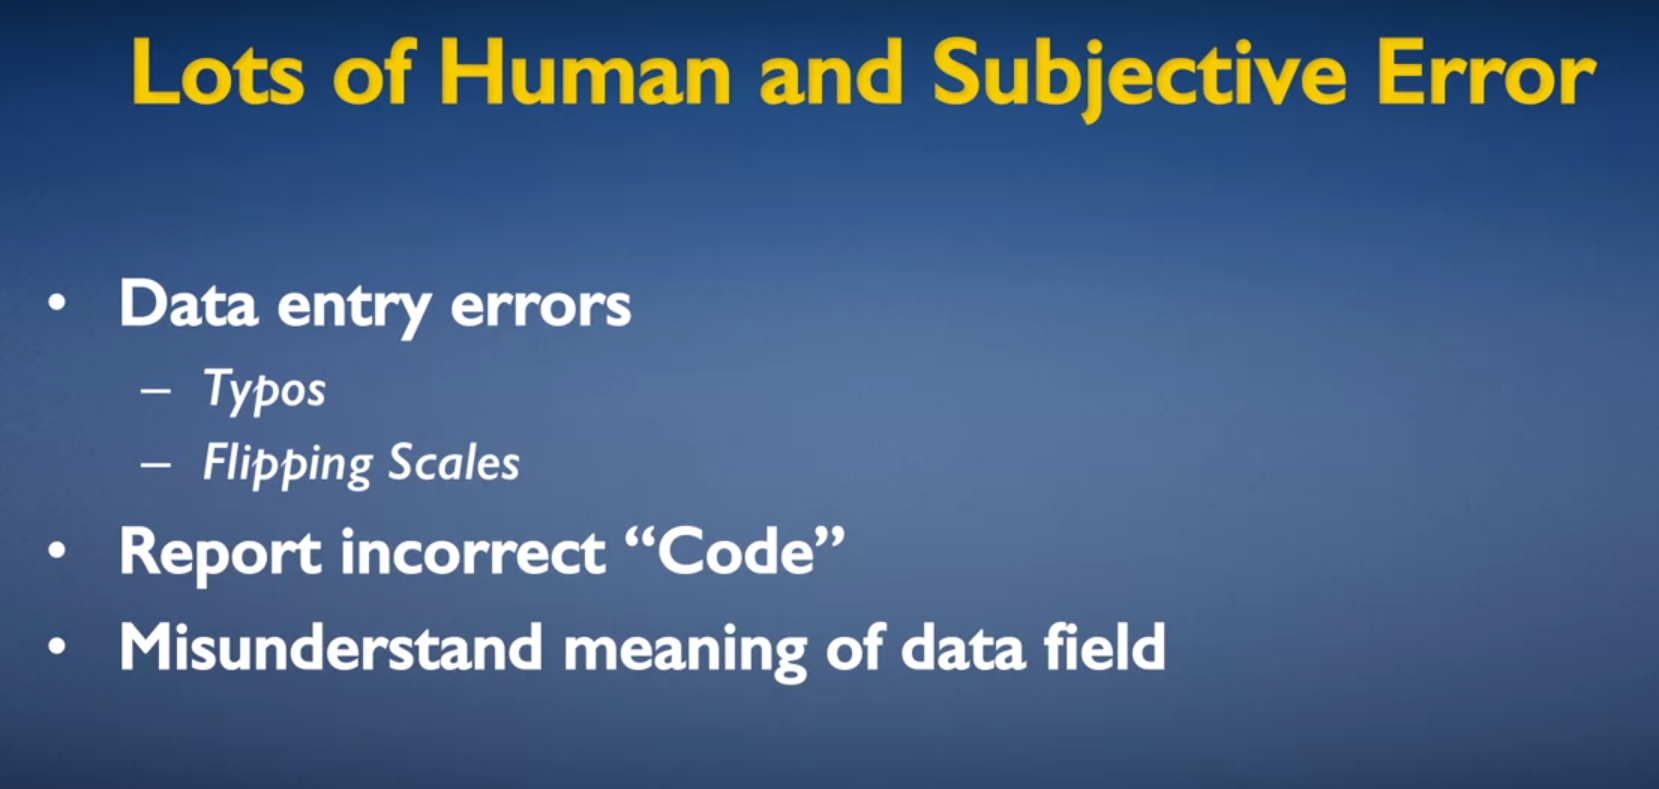 Lots of Human and Subjective Error
• Data entry errors
– Typos
– Flipping Scales
• Report incorrect “Code”
• Misunderstand meaning of data field